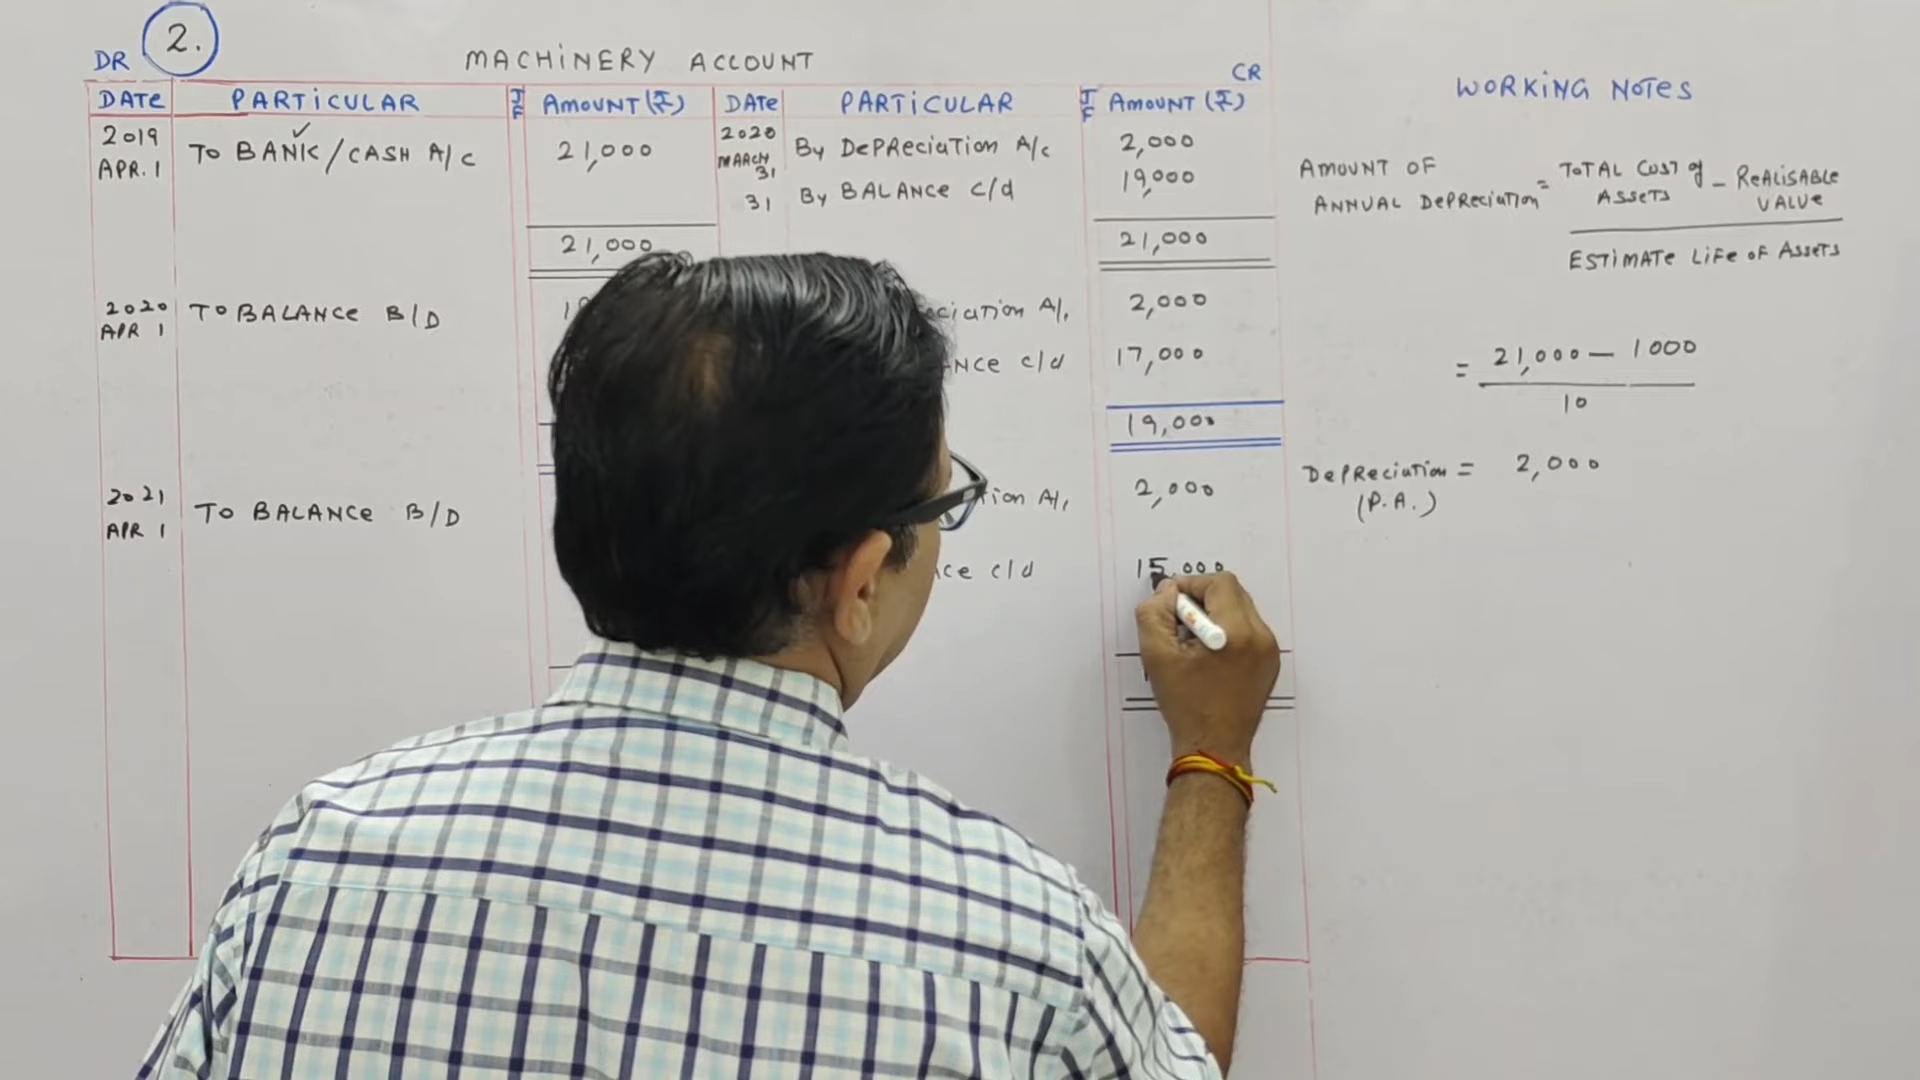 2.
DR
MACHINERY ACCOUNT
CR
DATE PARTICULAR J F AMOUNT (₹) DATE PARTICULAR J F AMOUNT (₹)
2019 APR. 1 TO BANK / CASH A/C 21,000 2020 MARCH 31 By DEPReciATION A/c 2,000
31 By BALANCE C/d 19,000
21,000 21,000
2020 APR 1 TO BALANCE B/D 2,000
C/d 17,000
19,000
2021 APR 1 TO BALANCE B/D 2,000
C/d 15,000
WORKING NOTES
AMOUNT OF ANNUAL DEPReciATION = TOTAL COST of ASSETS – ReALISABLE VALUe
ESTIMATe LIFe OF ASSETS
= 21,000 – 1000
10
DePReciATION (P.A.) = 2,000